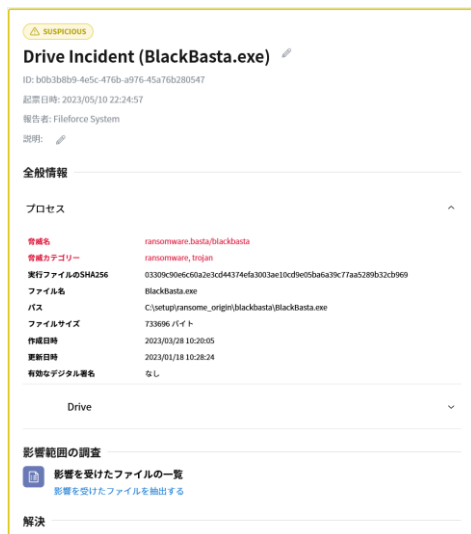 SUSPICIOUS
Drive Incident (BlackBasta.exe)
ID: b0b3b8b9-4e5c-476b-a976-45a76b280547
起票日時: 2023/05/10 22:24:57
報告者: Fileforce System
説明:
全般情報
プロセス
脅威名 ransomware.basta/blackbasta
脅威カテゴリー ransomware, trojan
実行ファイルのSHA256 03309c90e6c60a2e3cd44374efa3003ae10cd9e05ba6a39c77aa5289b32cb969
ファイル名 BlackBasta.exe
パス C:\setup\ransome_origin\blackbasta\BlackBasta.exe
ファイルサイズ 733696 バイト
作成日時 2023/03/28 10:20:05
更新日時 2023/01/18 10:28:24
有効なデジタル署名 なし
Drive
影響範囲の調査
影響を受けたファイルの一覧
影響を受けたファイルを抽出する
解決